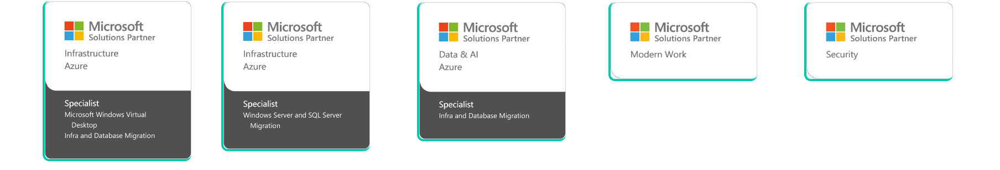 Microsoft
Solutions Partner
Infrastructure
Azure
Specialist
Microsoft Windows Virtual
Desktop
Infra and Database Migration
Microsoft
Solutions Partner
Infrastructure
Azure
Specialist
Windows Server and SQL Server
Migration
Microsoft
Solutions Partner
Data & AI
Azure
Specialist
Infra and Database Migration
Microsoft
Solutions Partner
Modern Work
Microsoft
Solutions Partner
Security